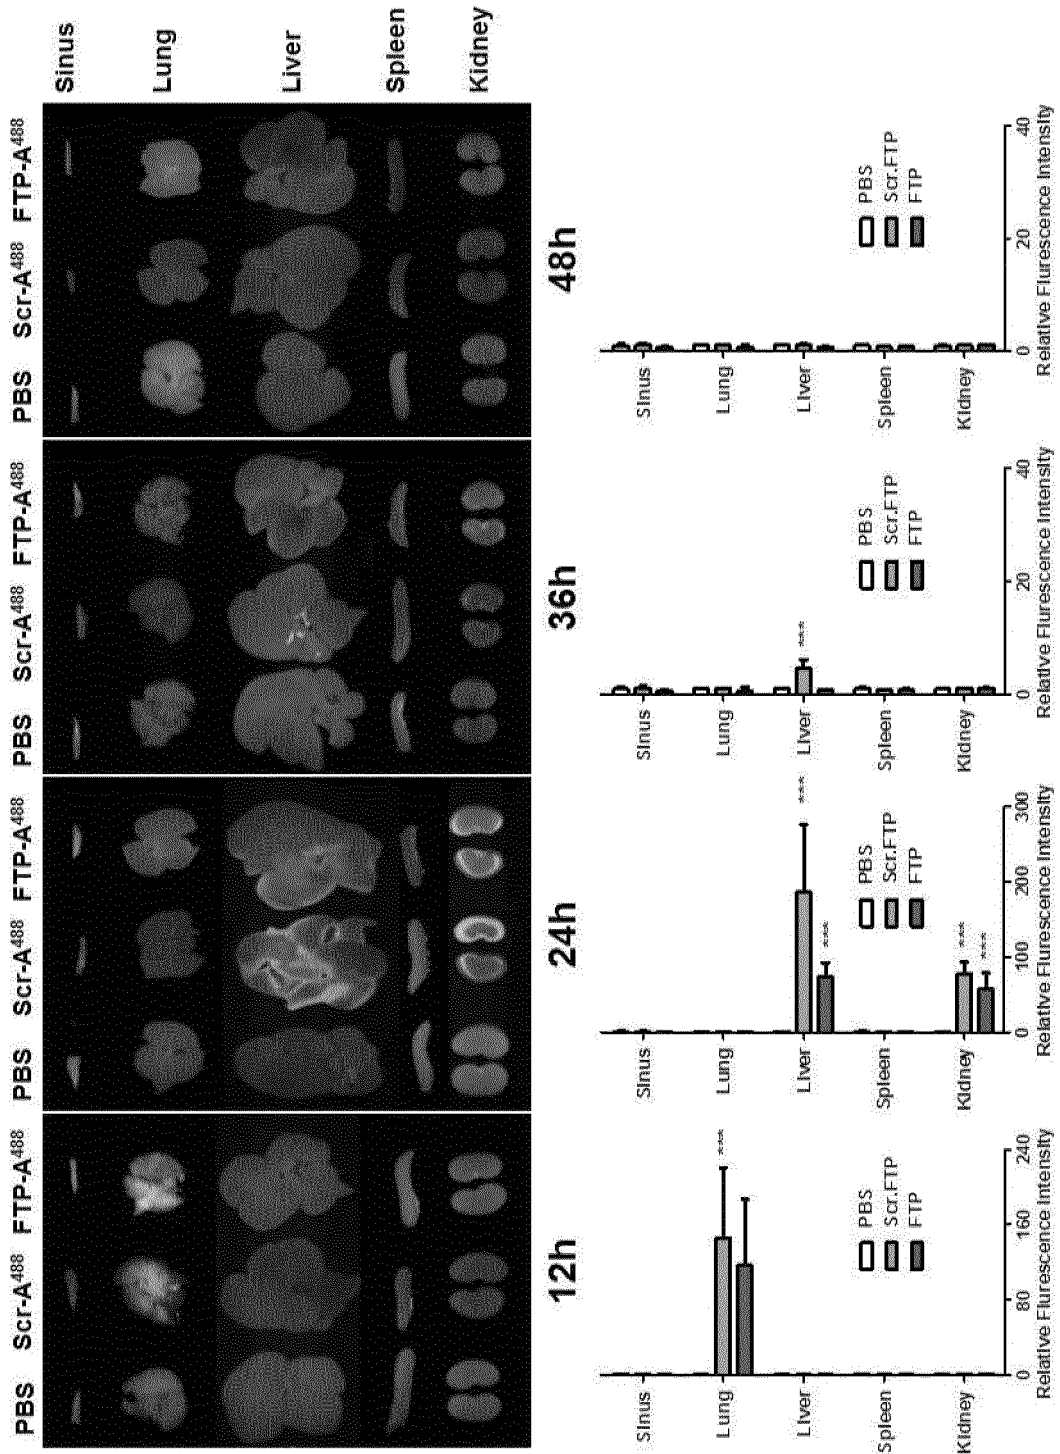 PBS Scr-A488 FTP-A488 PBS Scr-A488 FTP-A488 PBS Scr-A488 FTP-A488 PBS Scr-A488 FTP-A488
Sinus
Lung
Liver
Spleen
Kidney
12h
Sinus
Lung
***
Liver
Spleen
Kidney
PBS
Scr.FTP
FTP
0 80 160 240
Relative Flurescence Intensity
24h
Sinus
Lung
Liver
***
***
Spleen
Kidney
***
***
PBS
Scr.FTP
FTP
0 100 200 300
Relative Flurescence Intensity
36h
Sinus
Lung
Liver
***
Spleen
Kidney
PBS
Scr.FTP
FTP
0 20 40
Relative Flurescence Intensity
48h
Sinus
Lung
Liver
Spleen
Kidney
PBS
Scr.FTP
FTP
0 20 40
Relative Flurescence Intensity